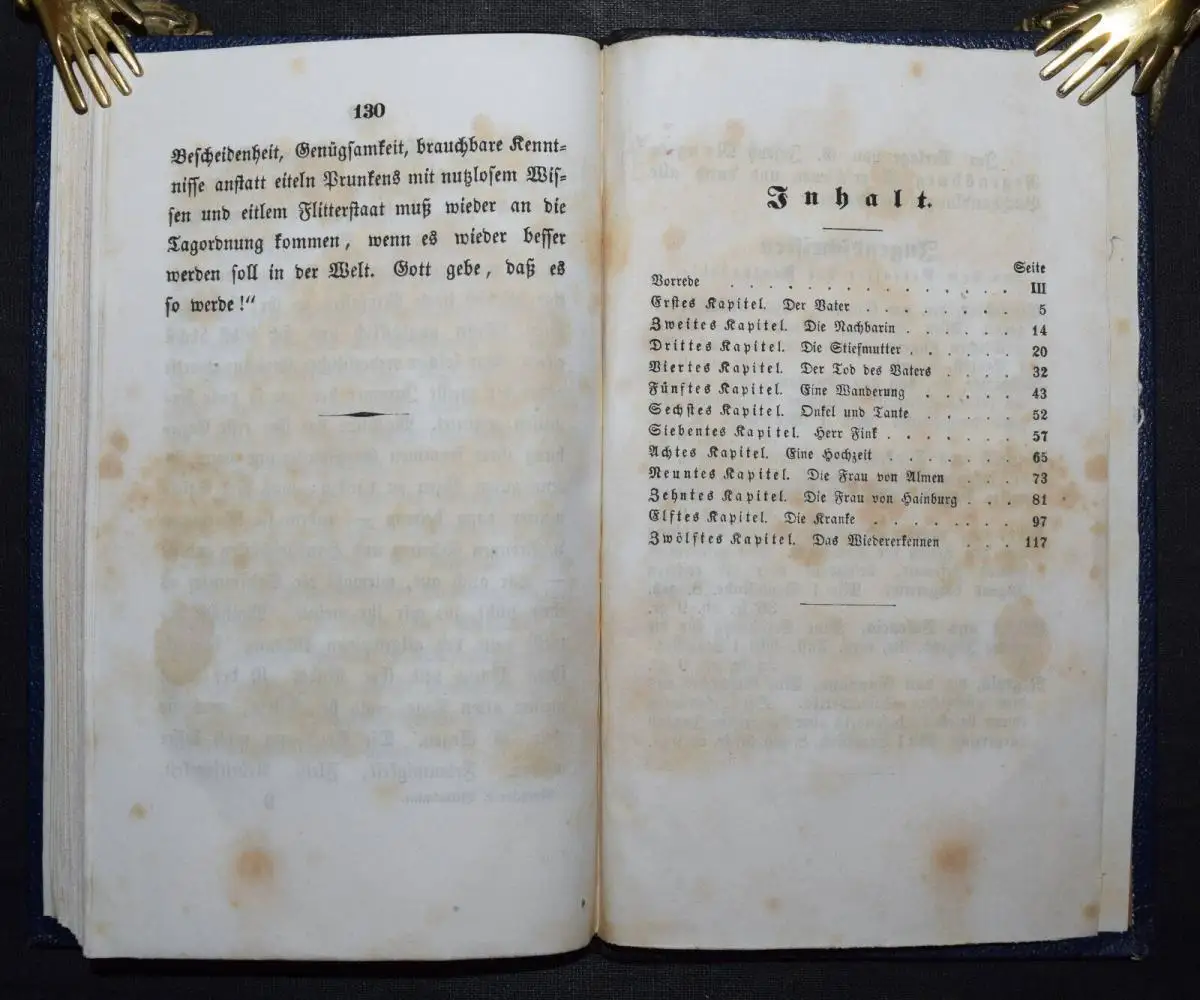 130
Bescheidenheit, Genügsamkeit, brauchbare Kennt-
nisse anstatt eiteln Prunkens mit nutzlosem Wis-
sen und eitlem Flitterstaat muß wieder an die
Tagordnung kommen, wenn es wieder besser
werden soll in der Welt. Gott gebe, daß es
so werde!“
Inhalt.
Seite
Vorrede . . . . . . . . . . . . . . . III
Erstes Kapitel. Der Vater . . . . . . . . 5
Zweites Kapitel. Die Nachbarin . . . . . . 14
Drittes Kapitel. Die Stiefmutter . . . . . . 20
Viertes Kapitel. Der Tod des Vaters . . . . 32
Fünftes Kapitel. Eine Wanderung . . . . . 43
Sechstes Kapitel. Onkel und Tante . . . . . 52
Siebentes Kapitel. Herr Fink . . . . . . . 57
Achtes Kapitel. Eine Hochzeit . . . . . . . 65
Neuntes Kapitel. Die Frau von Almen . . . 73
Zehntes Kapitel. Die Frau von Hainburg . . . 81
Elftes Kapitel. Die Kranke . . . . . . . 97
Zwölftes Kapitel. Das Wiedererkennen . . . 117